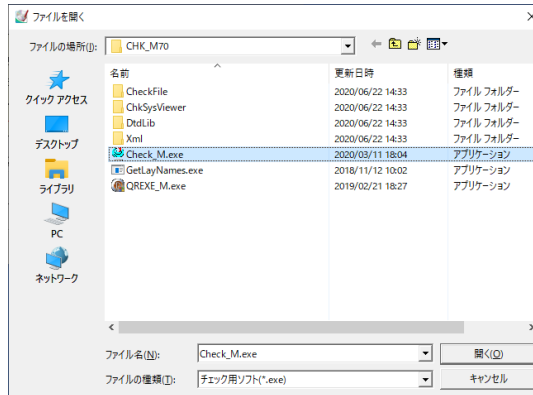 ファイルを開く
ファイルの場所(I): CHK_M70
名前 更新日時 種類
CheckFile 2020/06/22 14:33 ファイル フォルダー
ChkSysViewer 2020/06/22 14:33 ファイル フォルダー
DtdLib 2020/06/22 14:33 ファイル フォルダー
Xml 2020/06/22 14:33 ファイル フォルダー
Check_M.exe 2020/03/11 18:04 アプリケーション
GetLayNames.exe 2018/11/12 10:02 アプリケーション
QREXE_M.exe 2019/02/21 18:27 アプリケーション
クイック アクセス
デスクトップ
ライブラリ
PC
ネットワーク
ファイル名(N): Check_M.exe 開く(O)
ファイルの種類(T): チェック用ソフト(*.exe) キャンセル